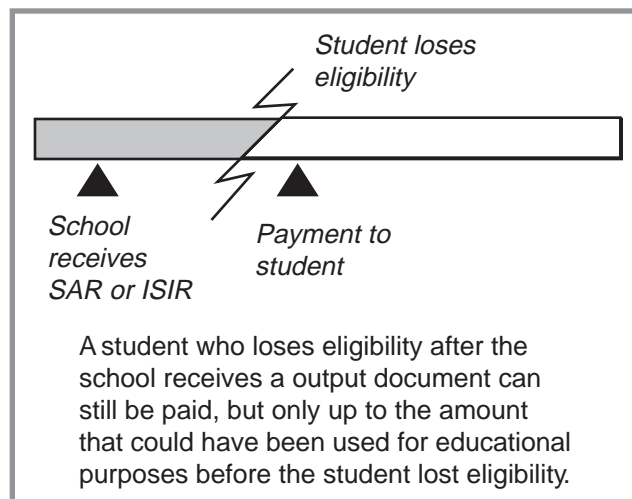 Student loses
eligibility
School
receives
SAR or ISIR
Payment to
student
A student who loses eligibility after the
school receives a output document can
still be paid, but only up to the amount
that could have been used for educational
purposes before the student lost eligibility.